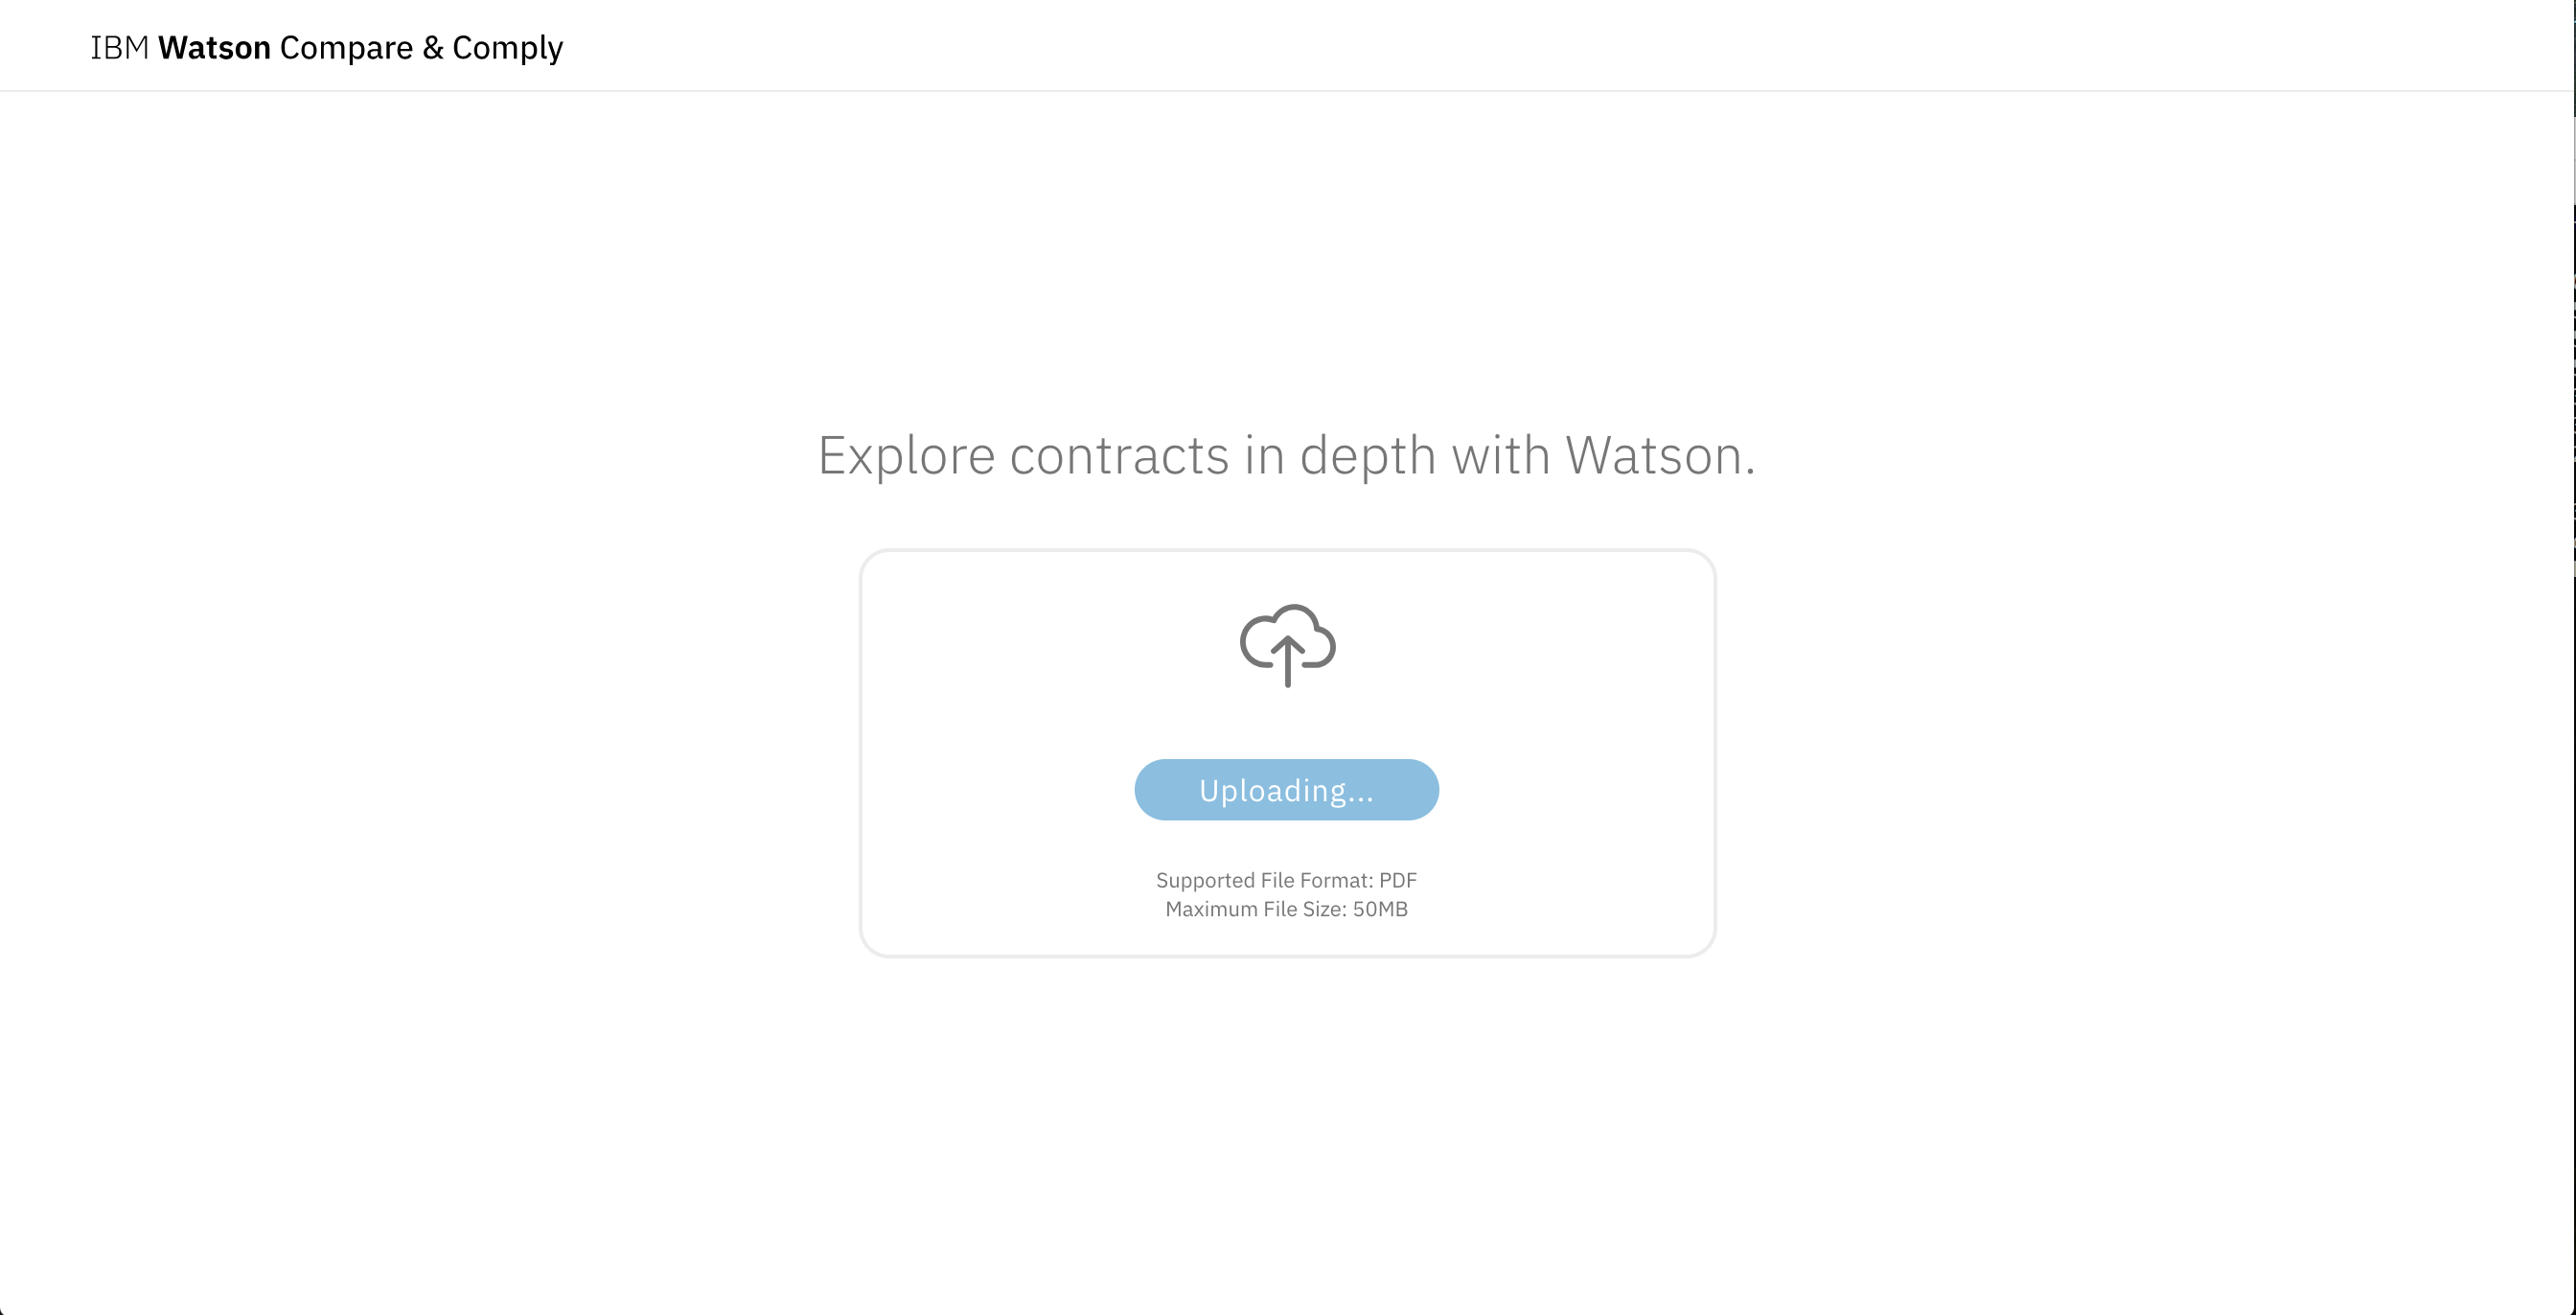 IBM Watson Compare & Comply
Explore contracts in depth with Watson.
Uploading...
Supported File Format: PDF
Maximum File Size: 50MB